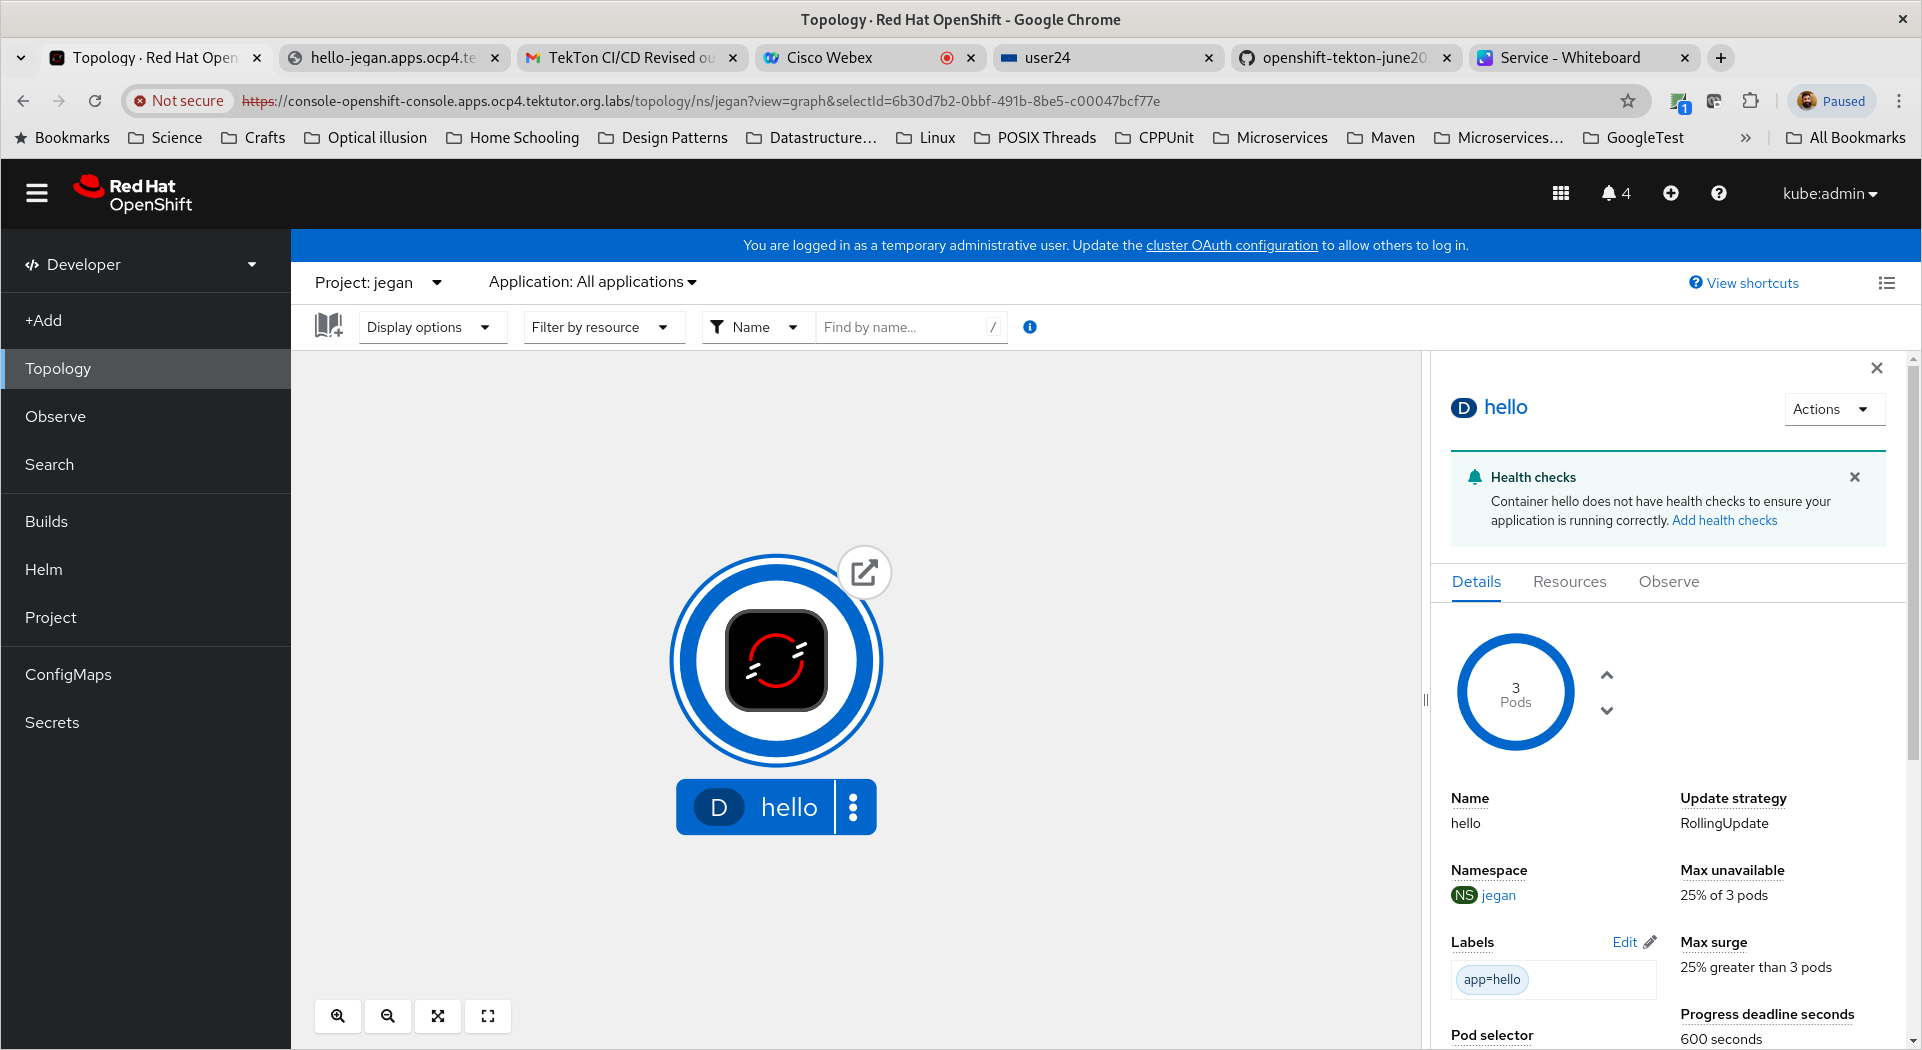 Topology · Red Hat OpenShift - Google Chrome
Topology · Red Hat Open
hello-jegan.apps.ocp4.te
TekTon CI/CD Revised ou
Cisco Webex
user24
openshift-tekton-june20
Service - Whiteboard
Not secure
https://console-openshift-console.apps.ocp4.tektutor.org.labs/topology/ns/jegan?view=graph&selectId=6b30d7b2-0bbf-491b-8be5-c00047bcf77e
1
Paused
Bookmarks
Science
Crafts
Optical illusion
Home Schooling
Design Patterns
Datastructure...
Linux
POSIX Threads
CPPUnit
Microservices
Maven
Microservices...
GoogleTest
»
All Bookmarks
Red Hat
OpenShift
4
kube:admin
You are logged in as a temporary administrative user. Update the cluster OAuth configuration to allow others to log in.
Developer
+Add
Topology
Observe
Search
Builds
Helm
Project
ConfigMaps
Secrets
Project: jegan
Application: All applications
View shortcuts
Display options
Filter by resource
Name
Find by name...
/
D hello
D hello
Actions
Health checks
Container hello does not have health checks to ensure your
application is running correctly. Add health checks
Details
Resources
Observe
3
Pods
Name
hello
Update strategy
RollingUpdate
Namespace
NS jegan
Max unavailable
25% of 3 pods
Labels
Edit
app=hello
Max surge
25% greater than 3 pods
Pod selector
Progress deadline seconds
600 seconds